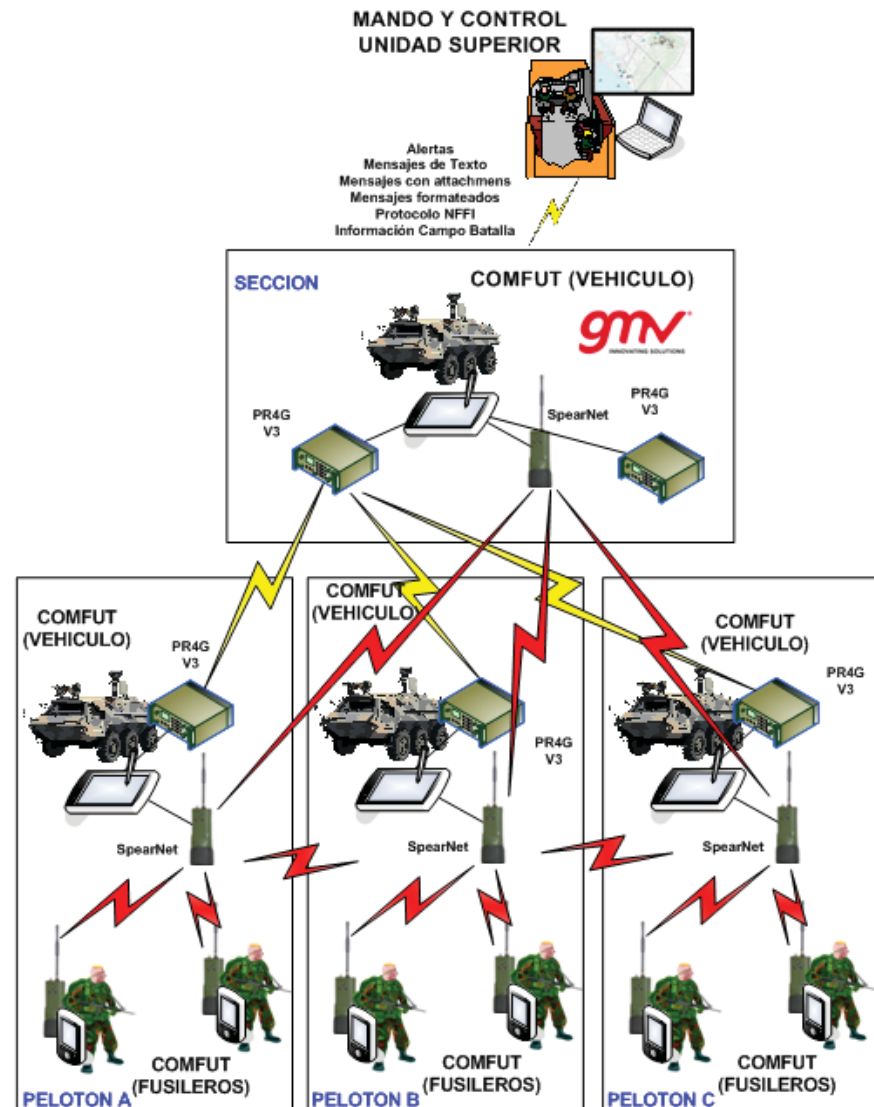 MANDO Y CONTROL
UNIDAD SUPERIOR
Alertas
Mensajes de Texto
Mensajes con attachmens
Mensajes formateados
Protocolo NFFI
Información Campo Batalla
SECCION
COMFUT (VEHICULO)
gmv®
INNOVATING SOLUTIONS
PR4G
V3
SpearNet
PR4G
V3
COMFUT
(VEHICULO)
PR4G
V3
SpearNet
COMFUT
(FUSILEROS)
PELOTON A
COMFUT
(VEHICULO)
PR4G
V3
SpearNet
COMFUT
(FUSILEROS)
PELOTON B
COMFUT
(VEHICULO)
PR4G
V3
SpearNet
COMFUT
(FUSILEROS)
PELOTON C